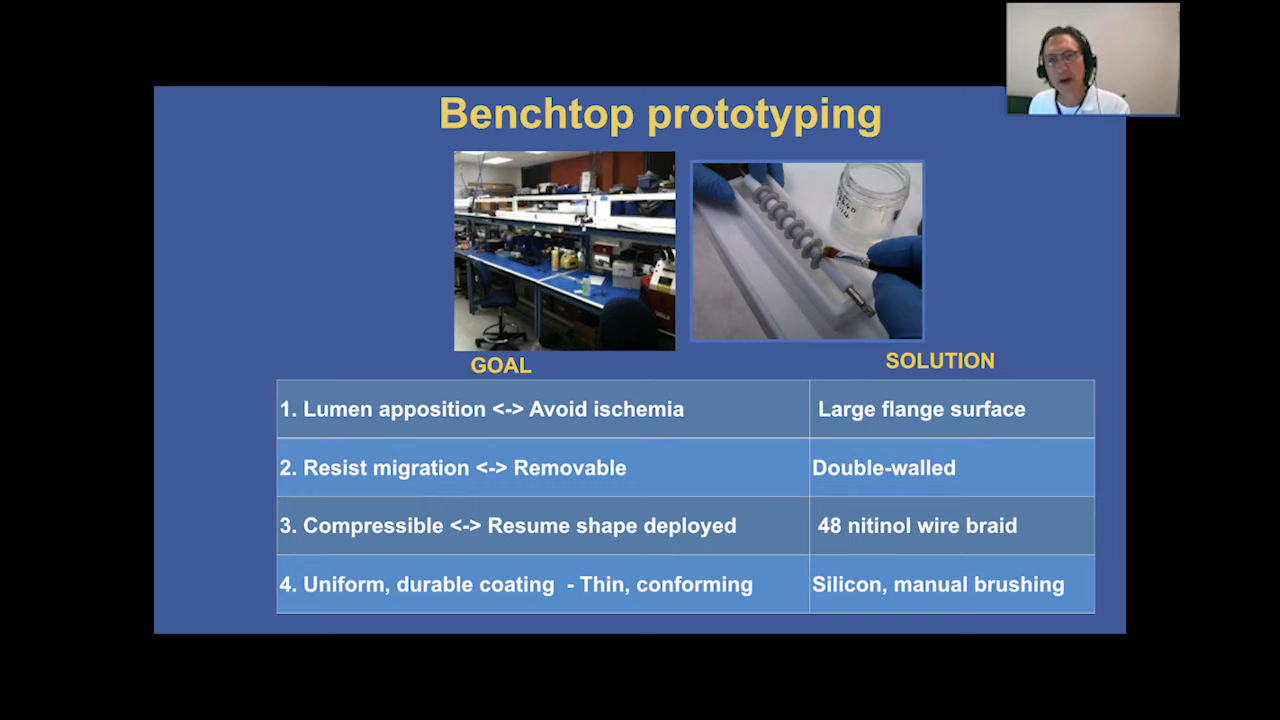 Benchtop prototyping
GOAL
SOLUTION
1. Lumen apposition <-> Avoid ischemia
Large flange surface
2. Resist migration <-> Removable
Double-walled
3. Compressible <-> Resume shape deployed
48 nitinol wire braid
4. Uniform, durable coating - Thin, conforming
Silicon, manual brushing